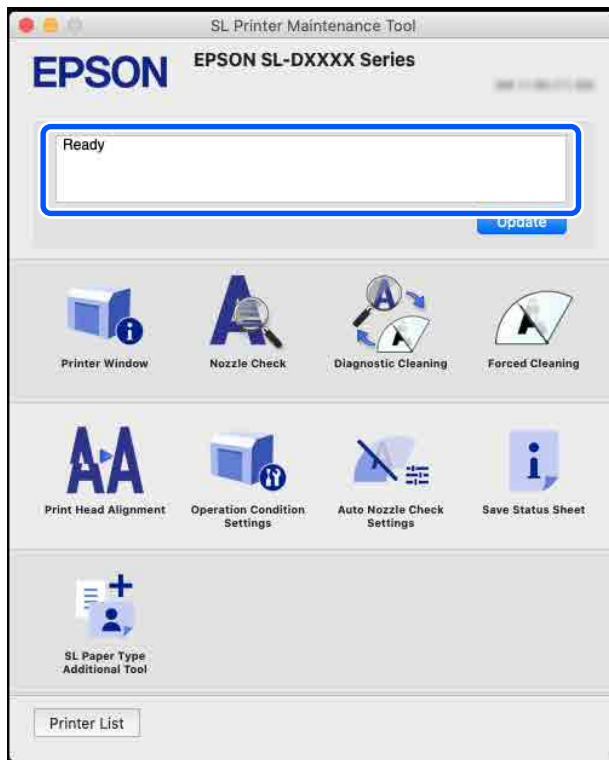 SL Printer Maintenance Tool
EPSON
EPSON SL-DXXXX Series
Ready
Update
Printer Window
Nozzle Check
Diagnostic Cleaning
Forced Cleaning
Print Head Alignment
Operation Condition
Settings
Auto Nozzle Check
Settings
Save Status Sheet
SL Paper Type
Additional Tool
Printer List